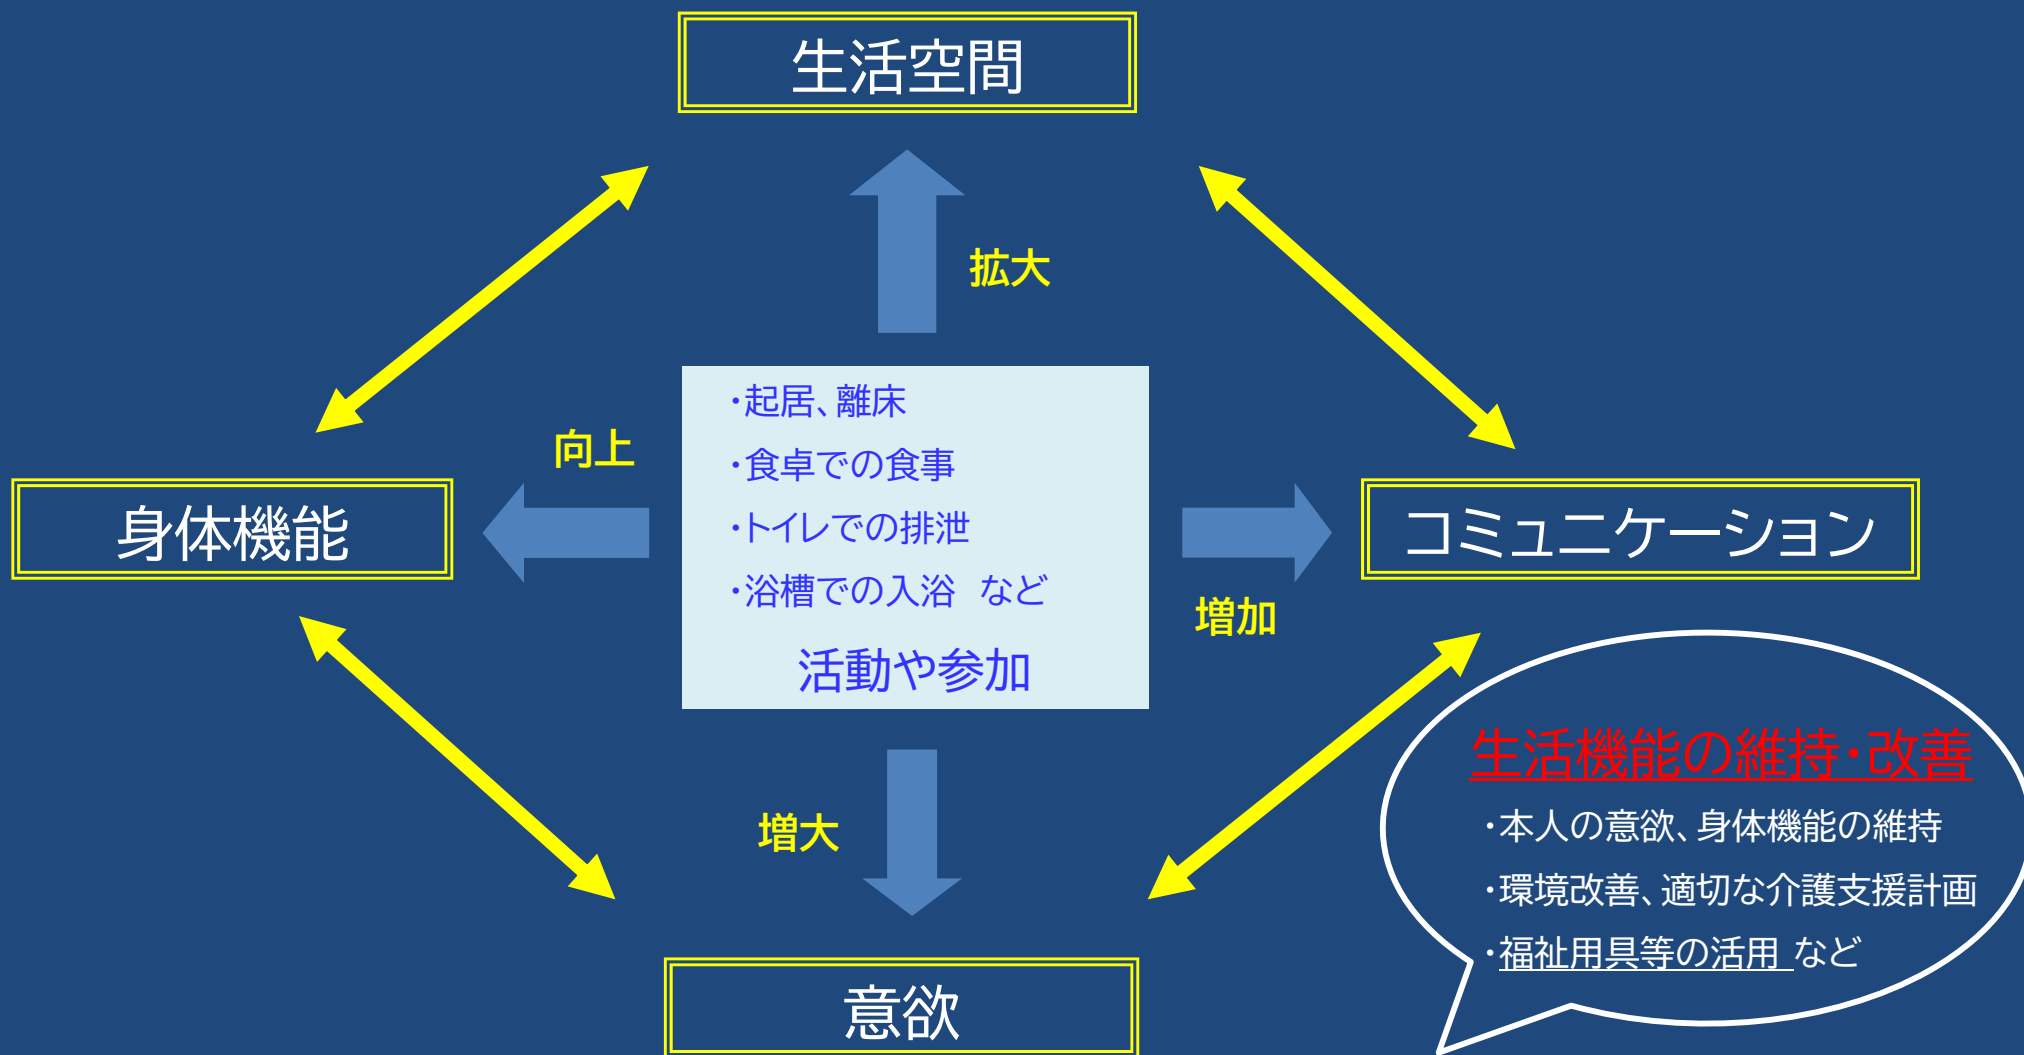 生活空間
拡大
・起居、離床
・食卓での食事
・トイレでの排泄
・浴槽での入浴　など
活動や参加
向上
身体機能
コミュニケーション
増加
増大
意欲
生活機能の維持・改善
・本人の意欲、身体機能の維持
・環境改善、適切な介護支援計画
・福祉用具等の活用 など